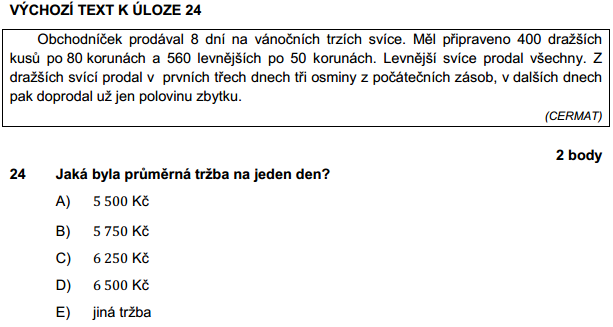 VÝCHOZÍ TEXT K ÚLOZE 24
Obchodníček prodával 8 dní na vánočních trzích svíce. Měl připraveno 400 dražších
kusů po 80 korunách a 560 levnějších po 50 korunách. Levnější svíce prodal všechny. Z
dražších svící prodal v prvních třech dnech tři osminy z počátečních zásob, v dalších dnech
pak doprodal už jen polovinu zbytku.
(CERMAT)
2 body
24 Jaká byla průměrná tržba na jeden den?
A) 5 500 Kč
B) 5 750 Kč
C) 6 250 Kč
D) 6 500 Kč
E) jiná tržba